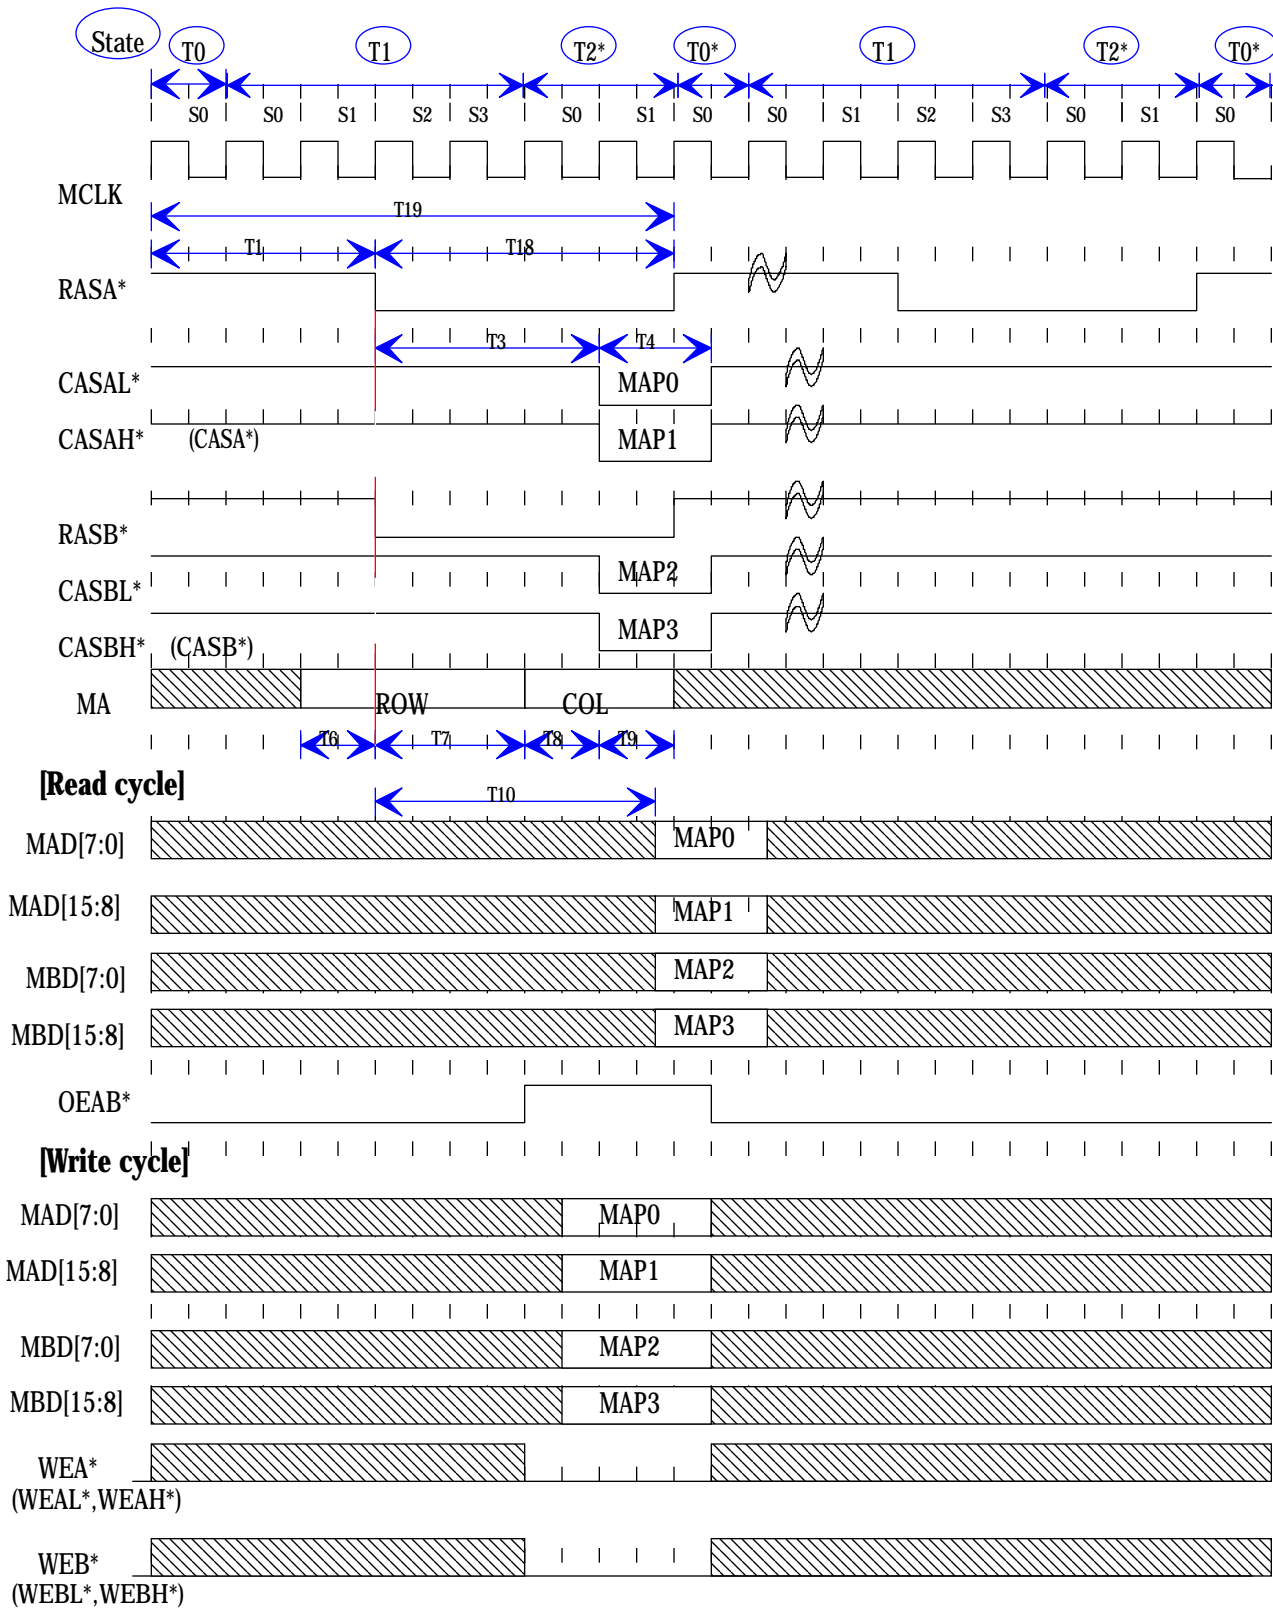 State T0 T1 T2* T0* T1 T2* T0*
S0 S0 S1 S2 S3 S0 S1 S0 S0 S1 S2 S3 S0 S1 S0
MCLK
T19
T1 T18
RASA*
T3 T4
CASAL* MAP0
CASAH* (CASA*) MAP1
RASB*
CASBL* MAP2
CASBH* (CASB*) MAP3
MA ROW COL
T6 T7 T8 T9
[Read cycle]
T10
MAD[7:0] MAP0
MAD[15:8] MAP1
MBD[7:0] MAP2
MBD[15:8] MAP3
OEAB*
[Write cycle]
MAD[7:0] MAP0
MAD[15:8] MAP1
MBD[7:0] MAP2
MBD[15:8] MAP3
WEA*
(WEAL*,WEAH*)
WEB*
(WEBL*,WEBH*)